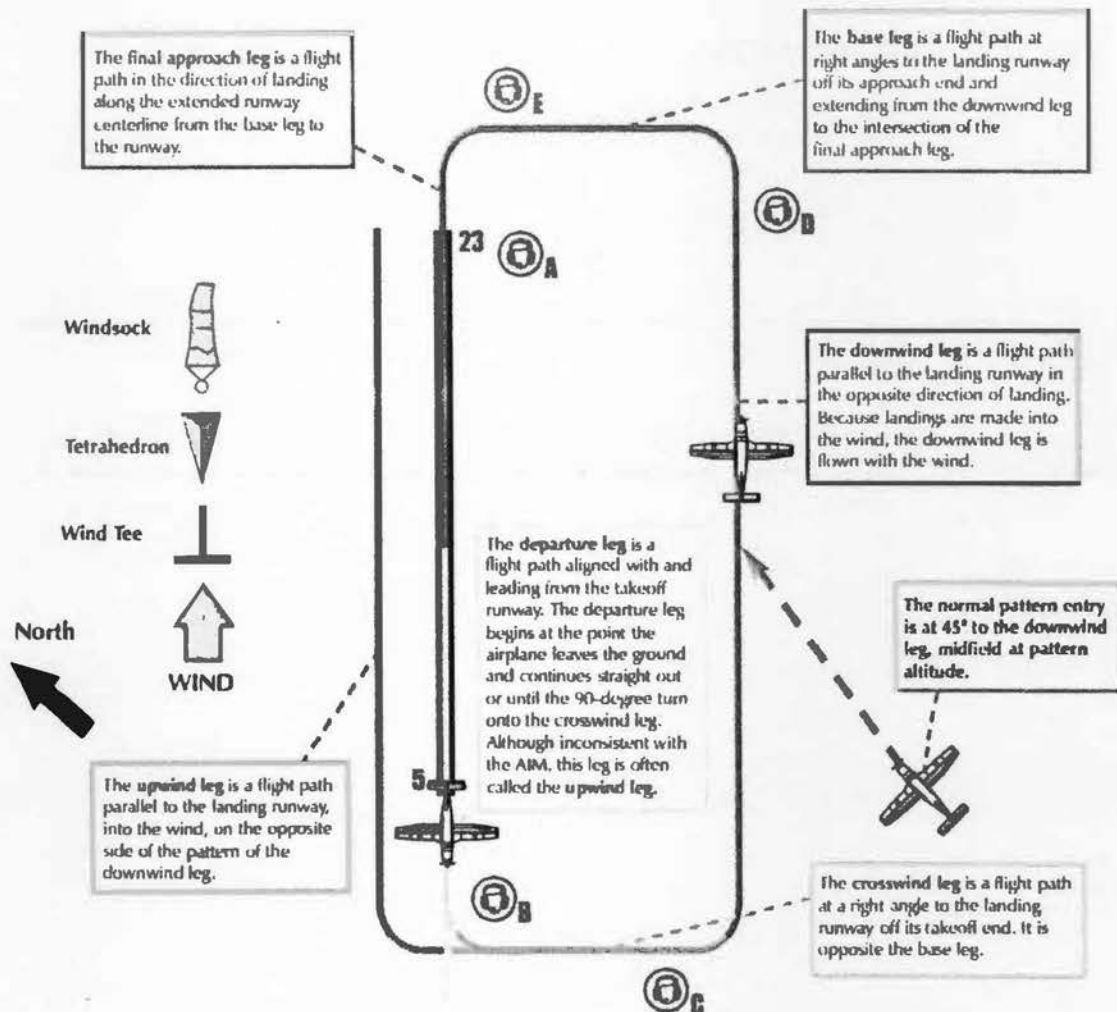 The final approach leg is a flight
path in the direction of landing
along the extended runway
centerline from the base leg to
the runway.
The base leg is a flight path at
right angles to the landing runway
off its approach end and
extending from the downwind leg
to the intersection of the
final approach leg.
E
D
23
A
Windsock
Tetrahedron
Wind Tee
North
WIND
The downwind leg is a flight path
parallel to the landing runway in
the opposite direction of landing.
Because landings are made into
the wind, the downwind leg is
flown with the wind.
The departure leg is a
flight path aligned with and
leading from the takeoff
runway. The departure leg
begins at the point the
airplane leaves the ground
and continues straight out
or until the 90-degree turn
onto the crosswind leg.
Although inconsistent with
the AIM, this leg is often
called the upwind leg.
The normal pattern entry
is at 45° to the downwind
leg, midfield at pattern
altitude.
5
The upwind leg is a flight path
parallel to the landing runway,
into the wind, on the opposite
side of the pattern of the
downwind leg.
B
The crosswind leg is a flight path
at a right angle to the landing
runway off its takeoff end. It is
opposite the base leg.
C